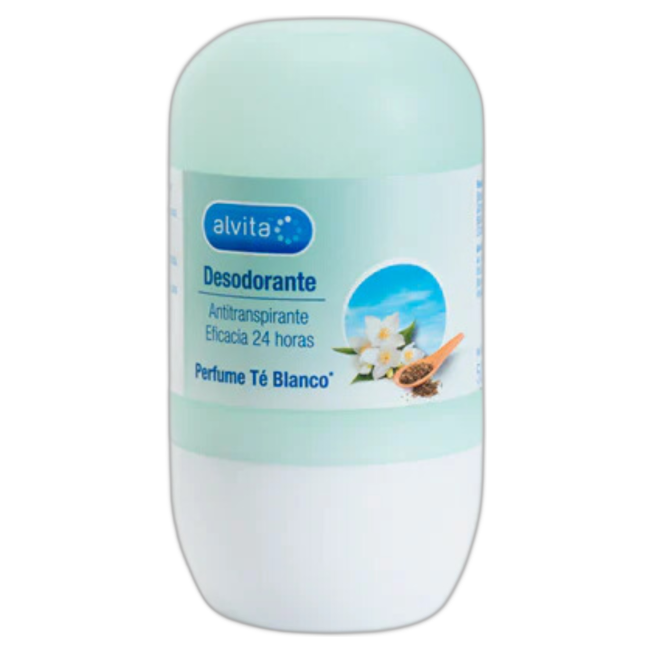 alvita
Desodorante
Antitranspirante
Eficacia 24 horas
Perfume Té Blanco*